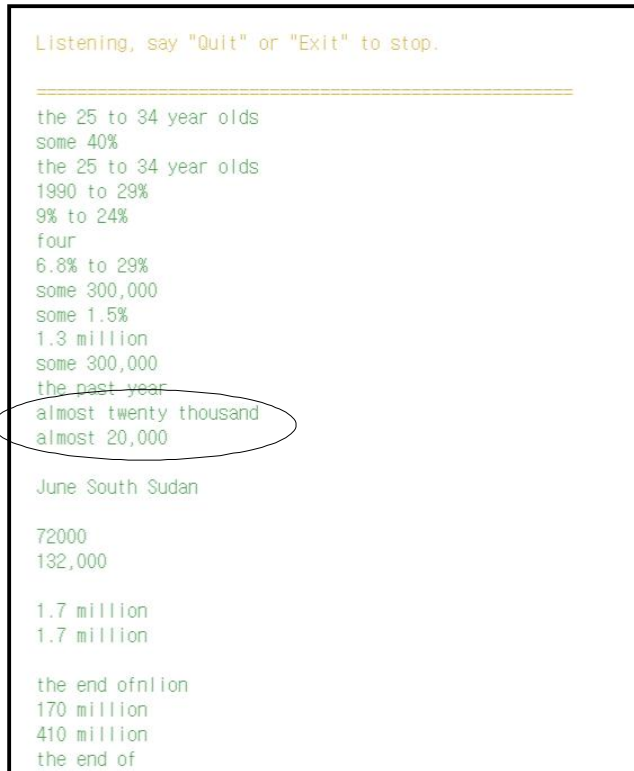 Listening, say "Quit" or "Exit" to stop.
=====================================================
the 25 to 34 year olds
some 40%
the 25 to 34 year olds
1990 to 29%
9% to 24%
four
6.8% to 29%
some 300,000
some 1.5%
1.3 million
some 300,000
the past year
almost twenty thousand
almost 20,000
June South Sudan
72000
132,000
1.7 million
1.7 million
the end ofnlion
170 million
410 million
the end of